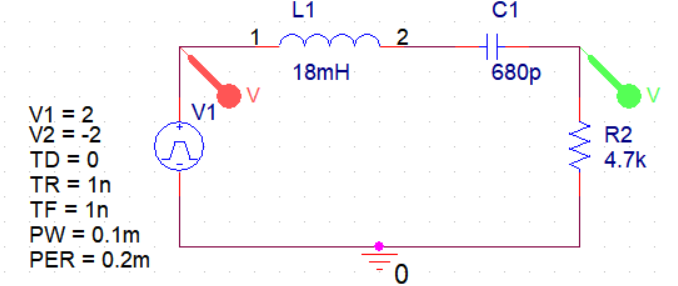 L1
C1
1
2
18mH
680p
V
V
V1
V1 = 2
V2 = -2
TD = 0
TR = 1n
TF = 1n
PW = 0.1m
PER = 0.2m
R2
4.7k
0